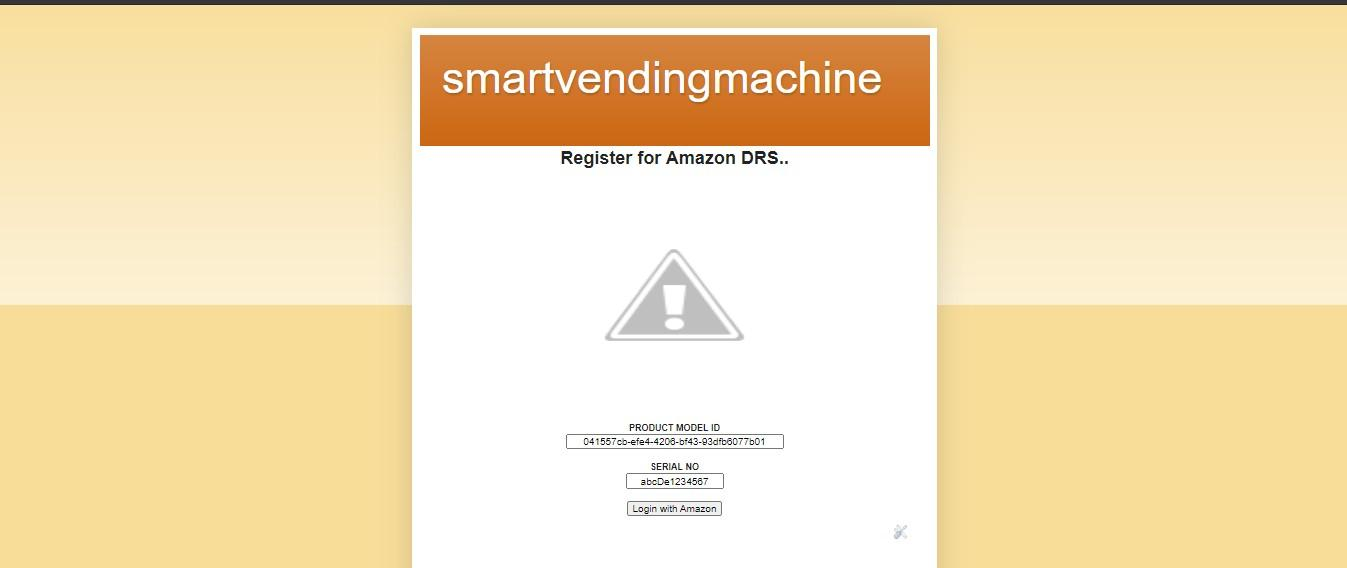 smartvendingmachine
Register for Amazon DRS..
PRODUCT MODEL ID
041557cb-efe4-4206-bf43-93dfb6077b01
SERIAL NO
abcDe1234567
Login with Amazon